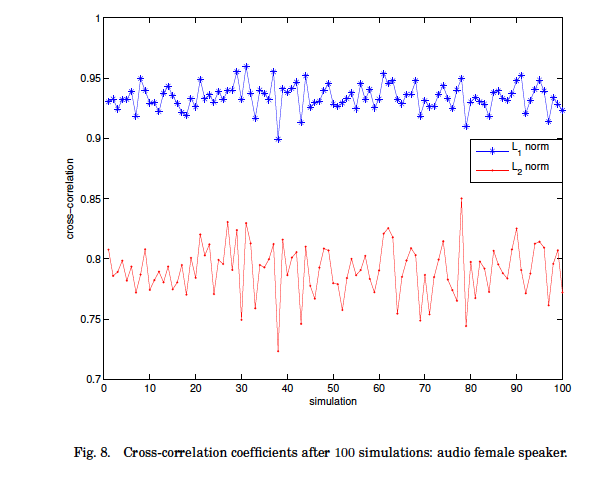 1
0.95
0.9
0.85
0.8
0.75
0.7
cross−correlation
L1 norm
L2 norm
0 10 20 30 40 50 60 70 80 90 100
simulation
Fig. 8. Cross-correlation coefficients after 100 simulations: audio female speaker.